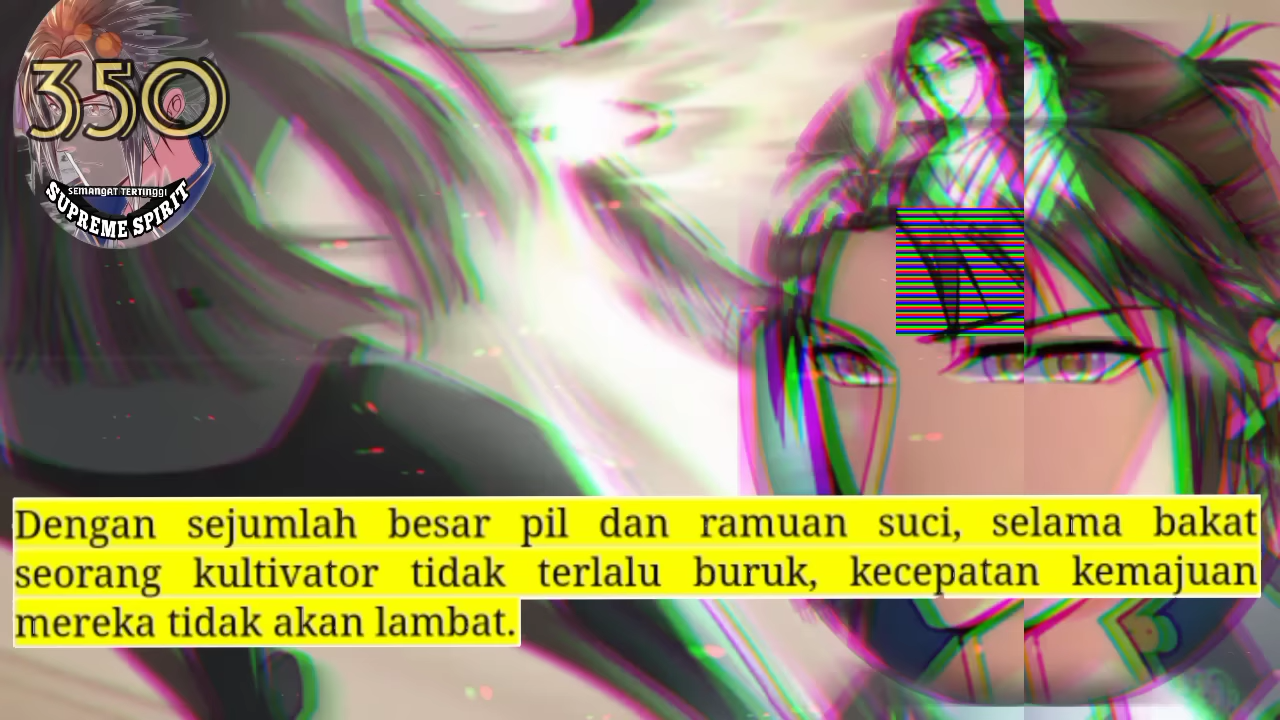 350
SEMANGAT TERTINGGI
SUPREME SPIRIT
Dengan sejumlah besar pil dan ramuan suci, selama bakat
seorang kultivator tidak terlalu buruk, kecepatan kemajuan
mereka tidak akan lambat.